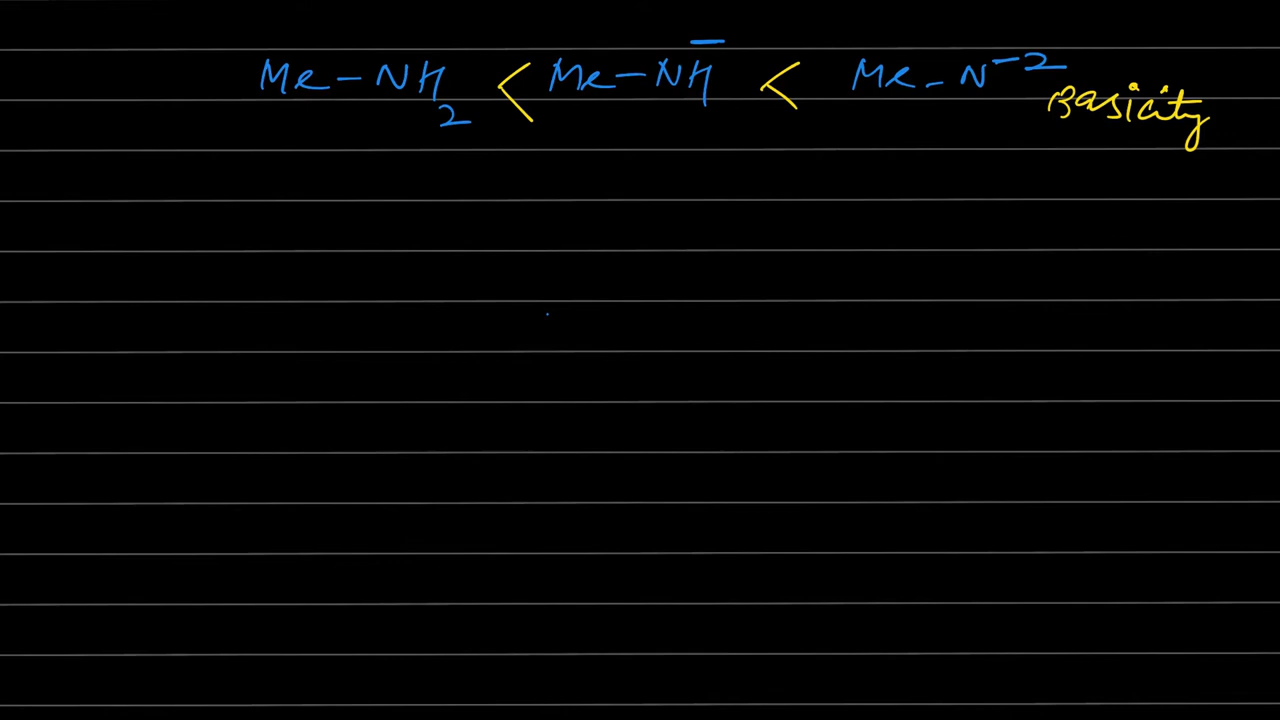 Me-NH₂ < Me-NH⁻ < Me-N⁻²
Basicity